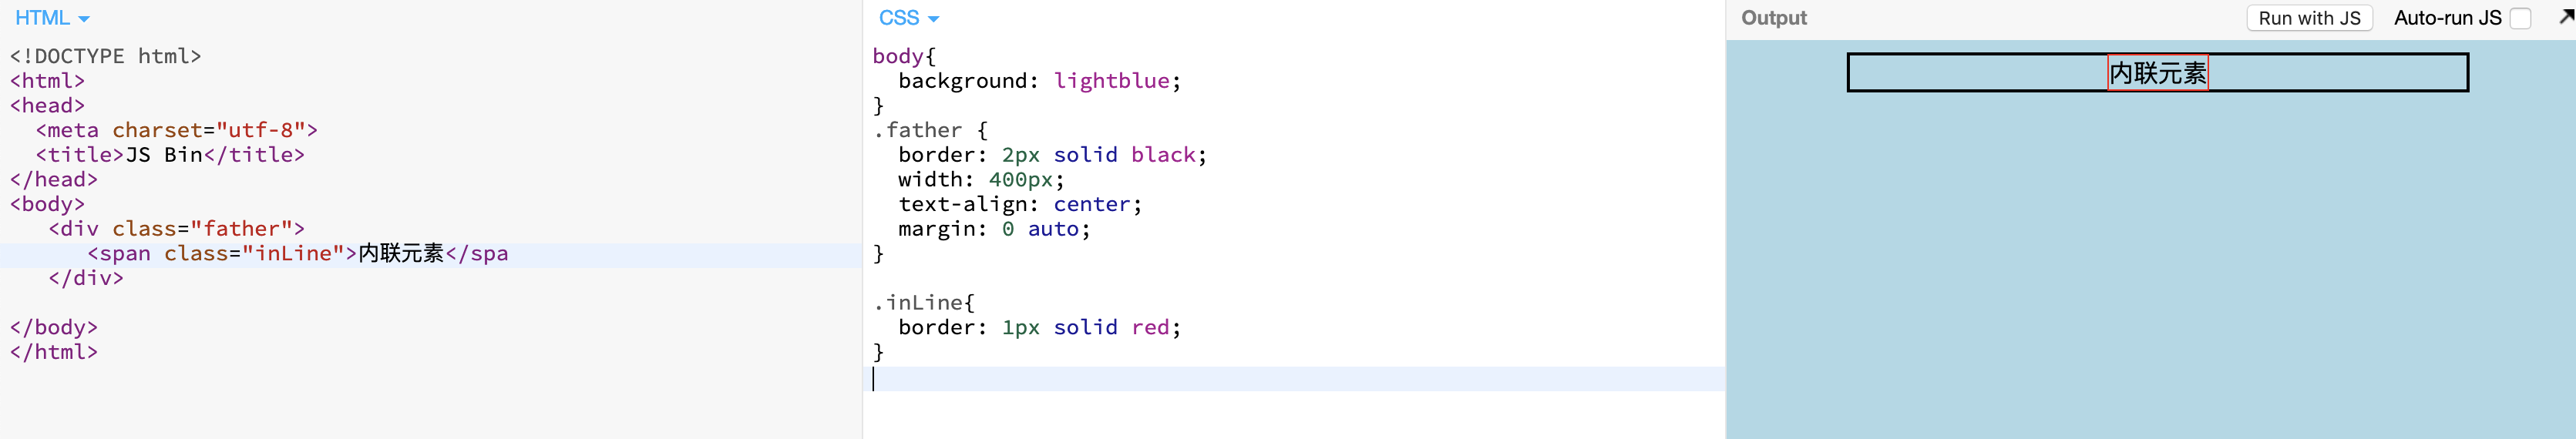 HTML
<!DOCTYPE html>
<html>
<head>
<meta charset="utf-8">
<title>JS Bin</title>
</head>
<body>
<div class="father">
<span class="inLine">内联元素</spa
</div>
</body>
</html>
CSS
body{
background: lightblue;
}
.father {
border: 2px solid black;
width: 400px;
text-align: center;
margin: 0 auto;
}
.inLine{
border: 1px solid red;
}
Output
Run with JS
Auto-run JS
内联元素